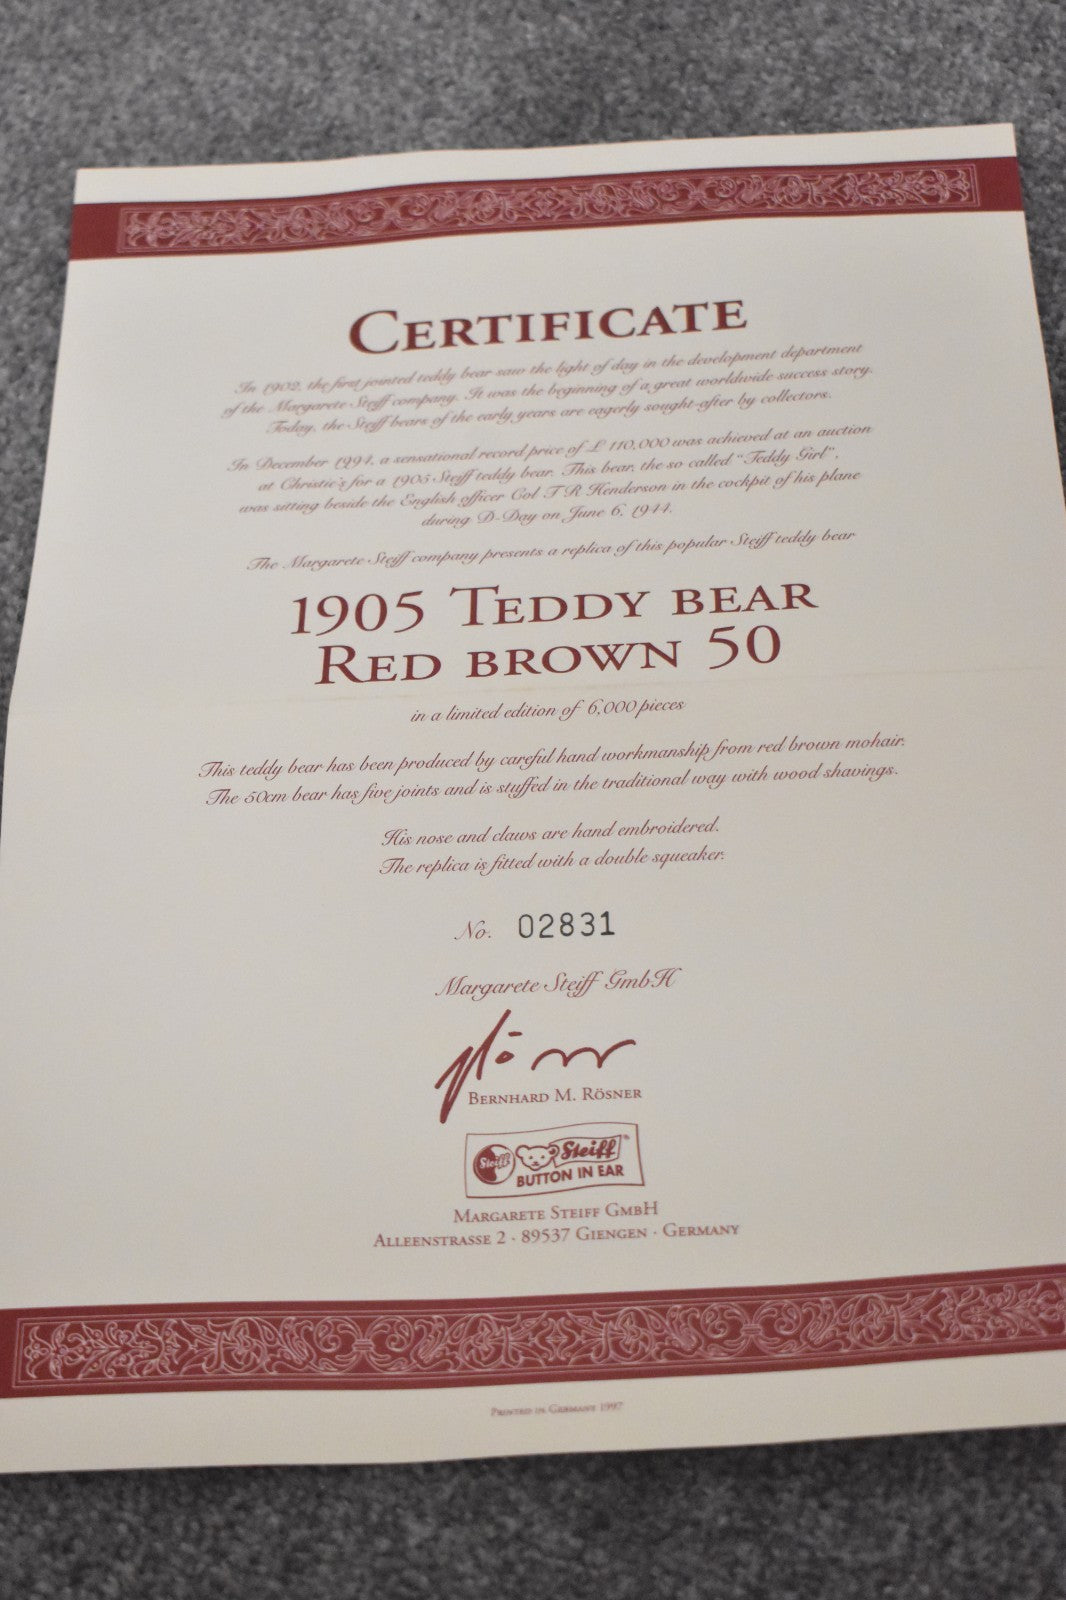 CERTIFICATE
In 1902, the first jointed teddy bear saw the light of day in the development department
of the Margarete Steiff company. It was the beginning of a great worldwide success story.
Today, the Steiff bears of the early years are eagerly sought-after by collectors.
In December 1994, a sensational record price of £ 110,000 was achieved at an auction
at Christie's for a 1905 Steiff teddy bear. This bear, the so called "Teddy Girl",
was sitting beside the English officer Col T R Henderson in the cockpit of his plane
during D-Day on June 6, 1944.
The Margarete Steiff company presents a replica of this popular Steiff teddy bear
1905 TEDDY BEAR
RED BROWN 50
in a limited edition of 6,000 pieces
This teddy bear has been produced by careful hand workmanship from red brown mohair.
The 50cm bear has five joints and is stuffed in the traditional way with wood shavings.
His nose and claws are hand embroidered.
The replica is fitted with a double squeaker.
No. 02831
Margarete Steiff GmbH
BERNHARD M. RÖSNER
Steiff Steiff
BUTTON IN EAR
MARGARETE STEIFF GMBH
ALLEENSTRASSE 2 · 89537 GIENGEN · GERMANY
PRINTED IN GERMANY 1997